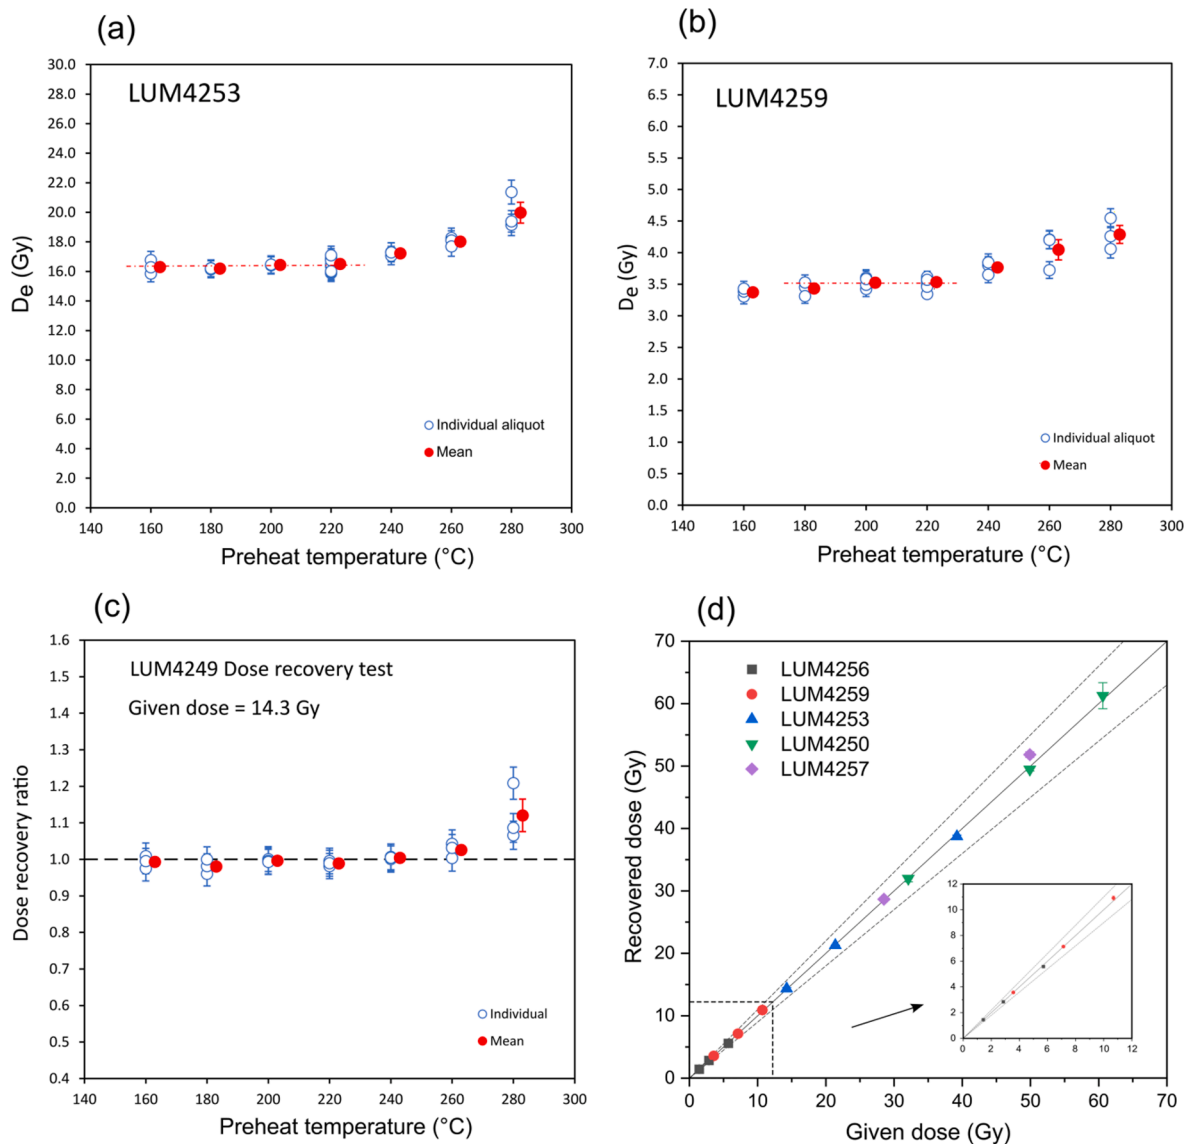 (a)
LUM4253
30.0
28.0
26.0
24.0
22.0
20.0
18.0
16.0
14.0
12.0
10.0
8.0
6.0
4.0
2.0
0.0
De (Gy)
Individual aliquot
Mean
140 160 180 200 220 240 260 280 300
Preheat temperature (°C)
(b)
LUM4259
7.0
6.5
6.0
5.5
5.0
4.5
4.0
3.5
3.0
2.5
2.0
1.5
1.0
0.5
0.0
De (Gy)
Individual aliquot
Mean
140 160 180 200 220 240 260 280 300
Preheat temperature (°C)
(c)
LUM4249 Dose recovery test
Given dose = 14.3 Gy
1.6
1.5
1.4
1.3
1.2
1.1
1.0
0.9
0.8
0.7
0.6
0.5
0.4
Dose recovery ratio
Individual
Mean
140 160 180 200 220 240 260 280 300
Preheat temperature (°C)
(d)
LUM4256
LUM4259
LUM4253
LUM4250
LUM4257
70
60
50
40
30
20
10
0
Recovered dose (Gy)
12
10
8
6
4
2
0
0 2 4 6 8 10 12
0 10 20 30 40 50 60 70
Given dose (Gy)